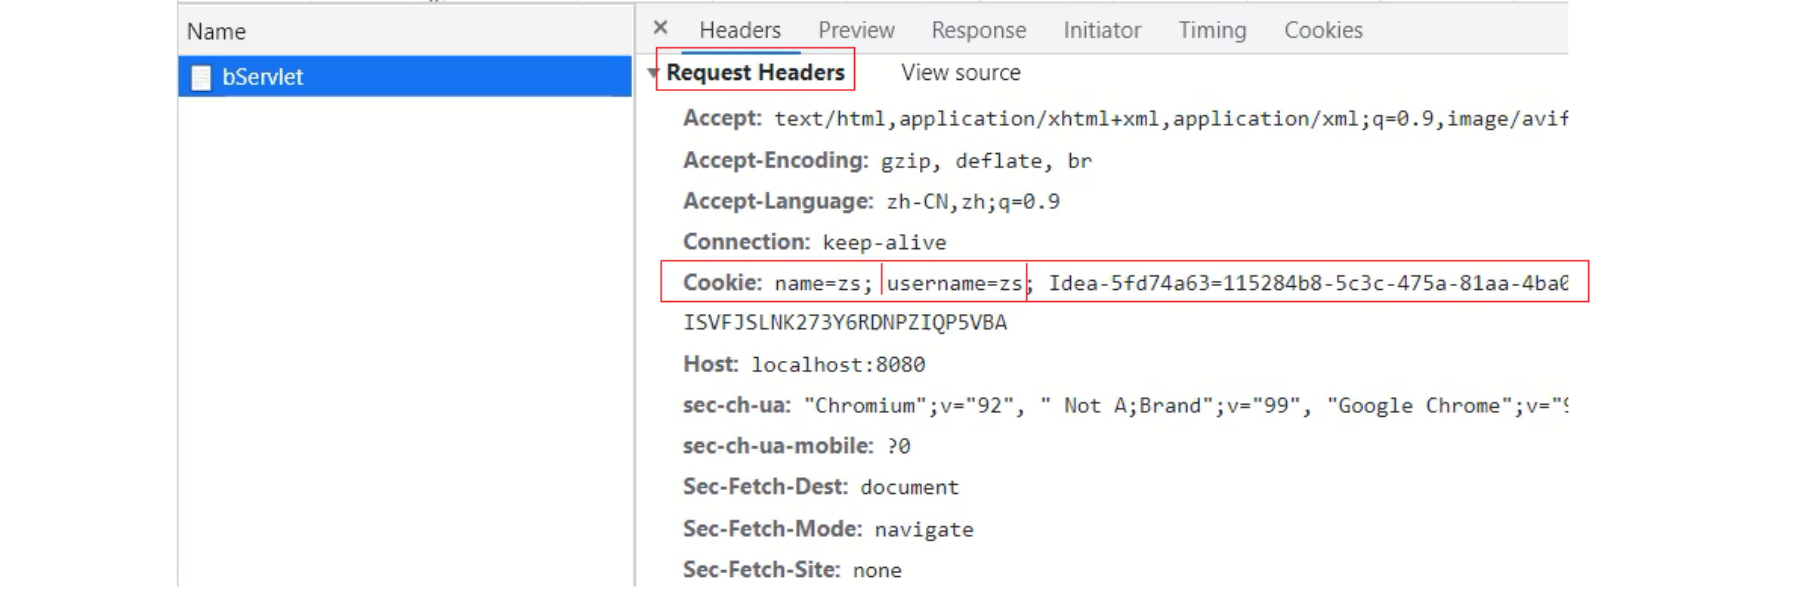 Name
× Headers Preview Response Initiator Timing Cookies
bServlet
Request Headers View source
Accept: text/html,application/xhtml+xml,application/xml;q=0.9,image/avif
Accept-Encoding: gzip, deflate, br
Accept-Language: zh-CN,zh;q=0.9
Connection: keep-alive
Cookie: name=zs; username=zs; Idea-5fd74a63=115284b8-5c3c-475a-81aa-4ba0
ISVFJSLNK273Y6RDNPZIQP5VBA
Host: localhost:8080
sec-ch-ua: "Chromium";v="92", " Not A;Brand";v="99", "Google Chrome";v="9
sec-ch-ua-mobile: ?0
Sec-Fetch-Dest: document
Sec-Fetch-Mode: navigate
Sec-Fetch-Site: none